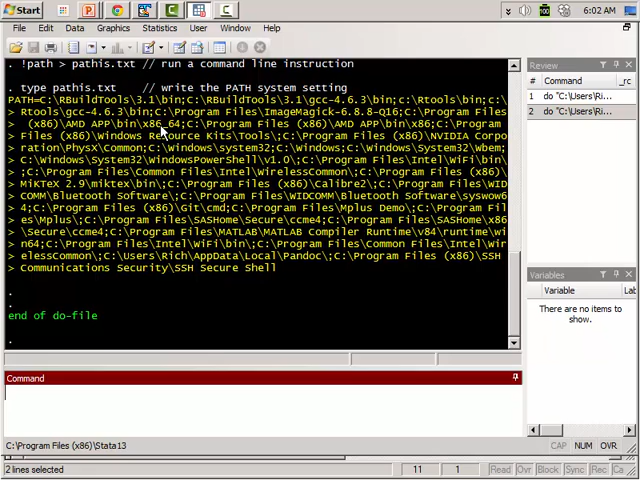 Start
6:02 AM
File Edit Data Graphics Statistics User Window Help
. !path > pathis.txt // run a command line instruction
. type pathis.txt // write the PATH system setting
PATH=C:\RBuildTools\3.1\bin;C:\RBuildTools\3.1\gcc-4.6.3\bin;C:\Rtools\bin;c:\
> Rtools\gcc-4.6.3\bin;C:\Program Files\ImageMagick-6.8.8-Q16;C:\Program Files
> (x86)\AMD APP\bin\x86_64;C:\Program Files (x86)\AMD APP\bin\x86;C:\Program
> Files (x86)\Windows Resource Kits\Tools\;C:\Program Files (x86)\NVIDIA Corpo
> ration\PhysX\Common;C:\Windows\system32;C:\Windows;C:\Windows\System32\Wbem;
> C:\Windows\System32\WindowsPowerShell\v1.0\;C:\Program Files\Intel\WiFi\bin\
> ;C:\Program Files\Common Files\Intel\WirelessCommon\;C:\Program Files (x86)\
> MiKTeX 2.9\miktex\bin\;C:\Program Files (x86)\Calibre2\;C:\Program Files\WID
> COMM\Bluetooth Software\;C:\Program Files\WIDCOMM\Bluetooth Software\syswow6
> 4;C:\Program Files (x86)\Git\cmd;C:\Program Files\Mplus Demo\;C:\Program Fil
> es\Mplus\;C:\Program Files\SASHome\Secure\ccme4;C:\Program Files\SASHome\x86
> \Secure\ccme4;C:\Program Files\MATLAB\MATLAB Compiler Runtime\v84\runtime\wi
> n64;C:\Program Files\Intel\WiFi\bin\;C:\Program Files\Common Files\Intel\Wir
> elessCommon\;C:\Users\Rich\AppData\Local\Pandoc\;C:\Program Files (x86)\SSH
> Communications Security\SSH Secure Shell
.
.
end of do-file
.
Review
# Command _rc
1 do "C:\Users\Ri...
2 do "C:\Users\Ri...
Variables
Variable Lab
There are no items to
show.
Command
C:\Program Files (x86)\Stata13
CAP NUM OVR
2 lines selected
11 1
Read Ovr Block Sync Rec Ca